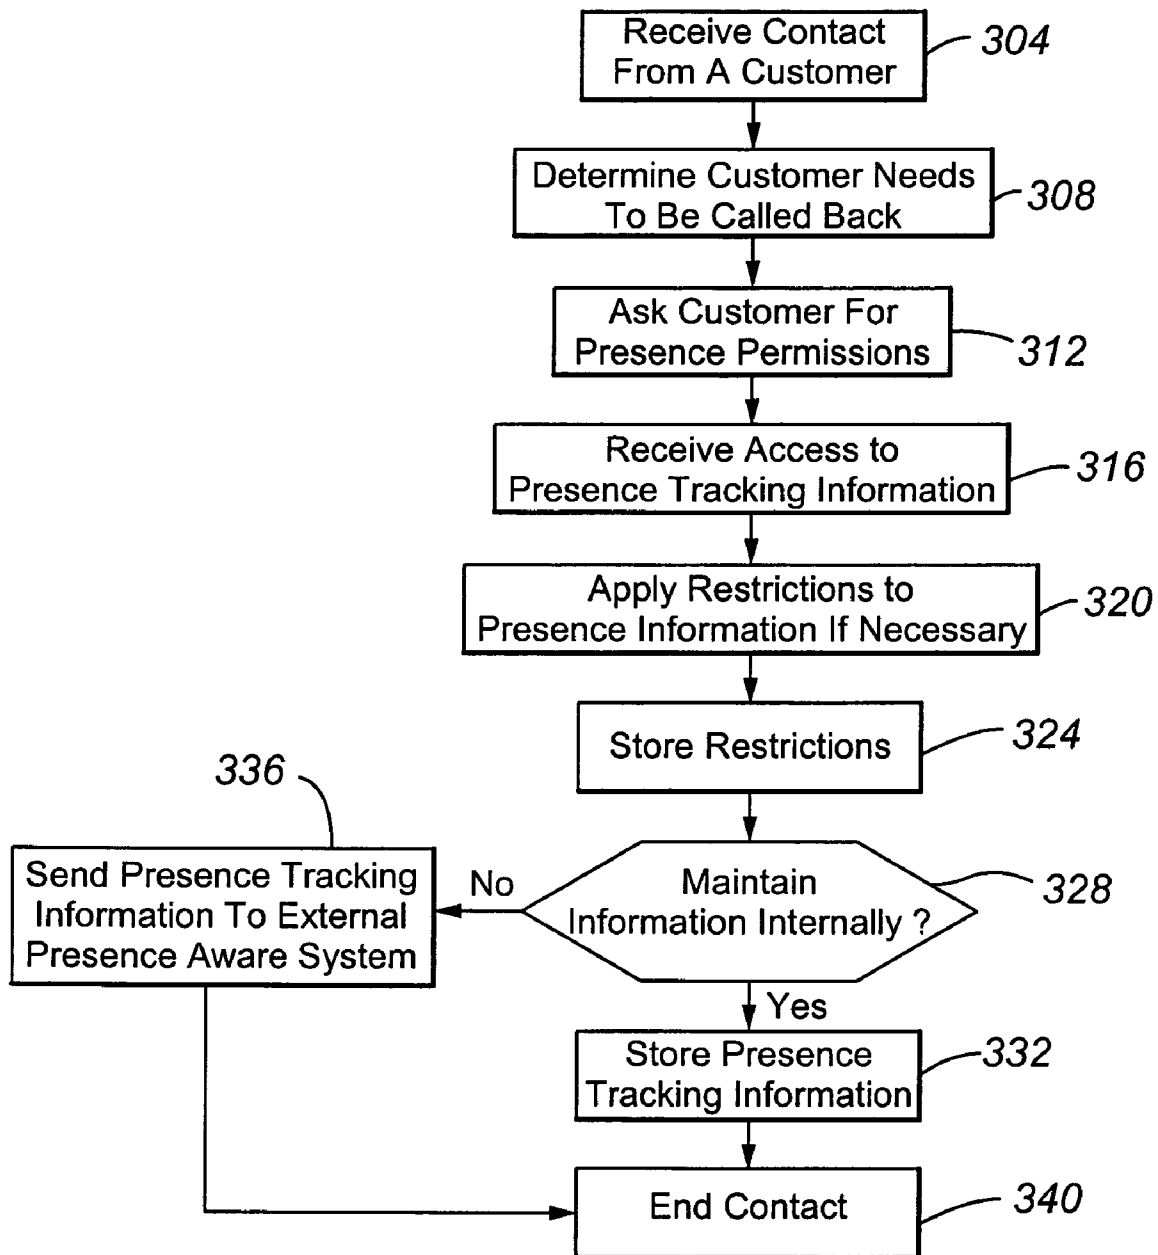 Receive Contact
From A Customer
304
Determine Customer Needs
To Be Called Back
308
Ask Customer For
Presence Permissions
312
Receive Access to
Presence Tracking Information
316
Apply Restrictions to
Presence Information If Necessary
320
Store Restrictions
324
336
Send Presence Tracking
Information To External
Presence Aware System
No
Maintain
Information Internally ?
328
Yes
Store Presence
Tracking Information
332
End Contact
340